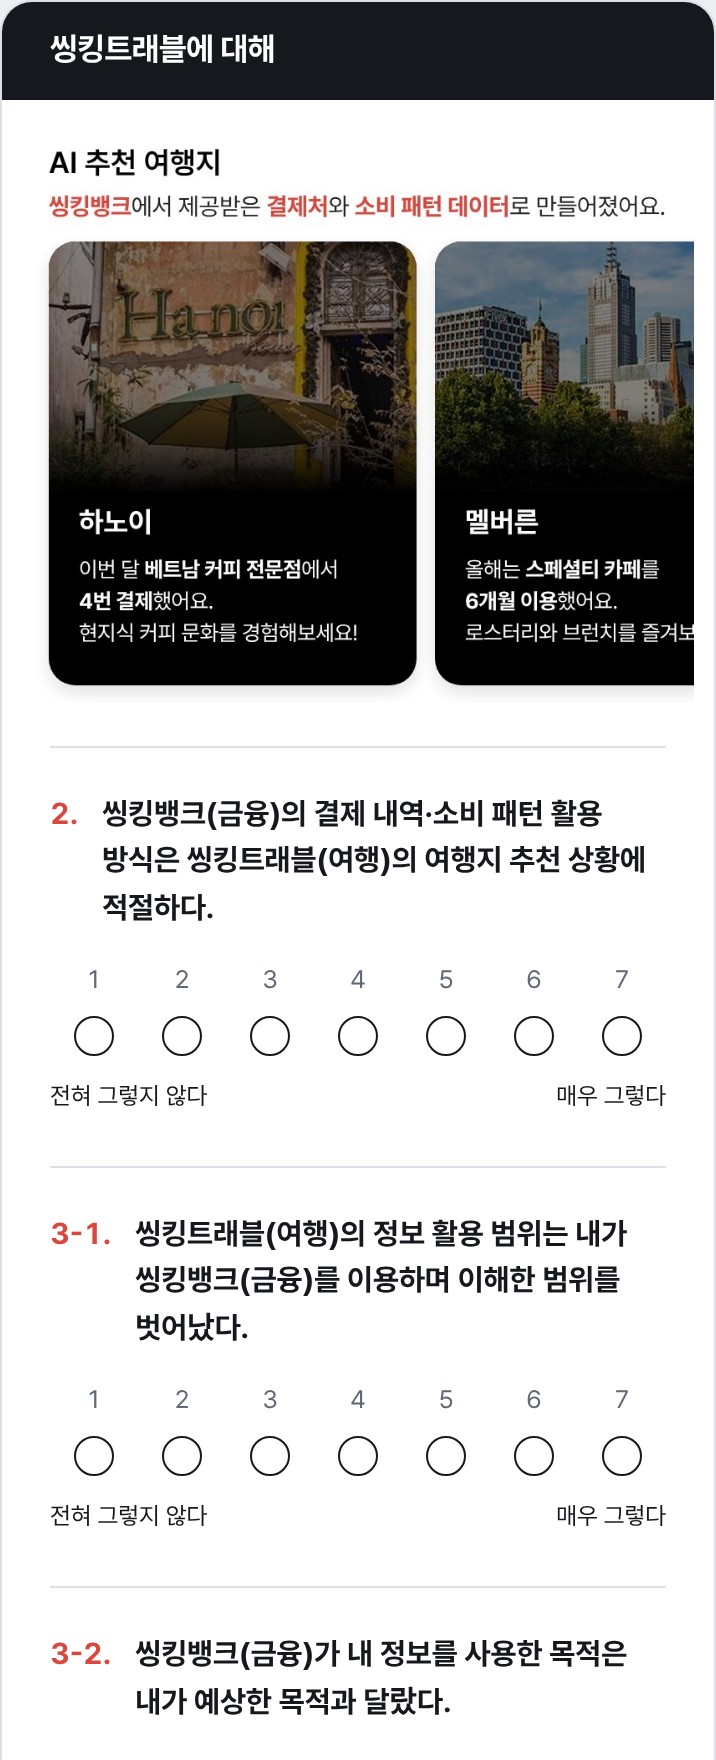 씽킹트래블에 대해
AI 추천 여행지
씽킹뱅크에서 제공받은 결제처와 소비 패턴 데이터로 만들어졌어요.
Hanoi
하노이
이번 달 베트남 커피 전문점에서
4번 결제했어요.
현지식 커피 문화를 경험해보세요!
멜버른
올해는 스페셜티 카페를
6개월 이용했어요.
로스터리와 브런치를 즐겨보
2. 씽킹뱅크(금융)의 결제 내역·소비 패턴 활용
방식은 씽킹트래블(여행)의 여행지 추천 상황에
적절하다.
1 2 3 4 5 6 7
전혀 그렇지 않다 매우 그렇다
3-1. 씽킹트래블(여행)의 정보 활용 범위는 내가
씽킹뱅크(금융)를 이용하며 이해한 범위를
벗어났다.
1 2 3 4 5 6 7
전혀 그렇지 않다 매우 그렇다
3-2. 씽킹뱅크(금융)가 내 정보를 사용한 목적은
내가 예상한 목적과 달랐다.